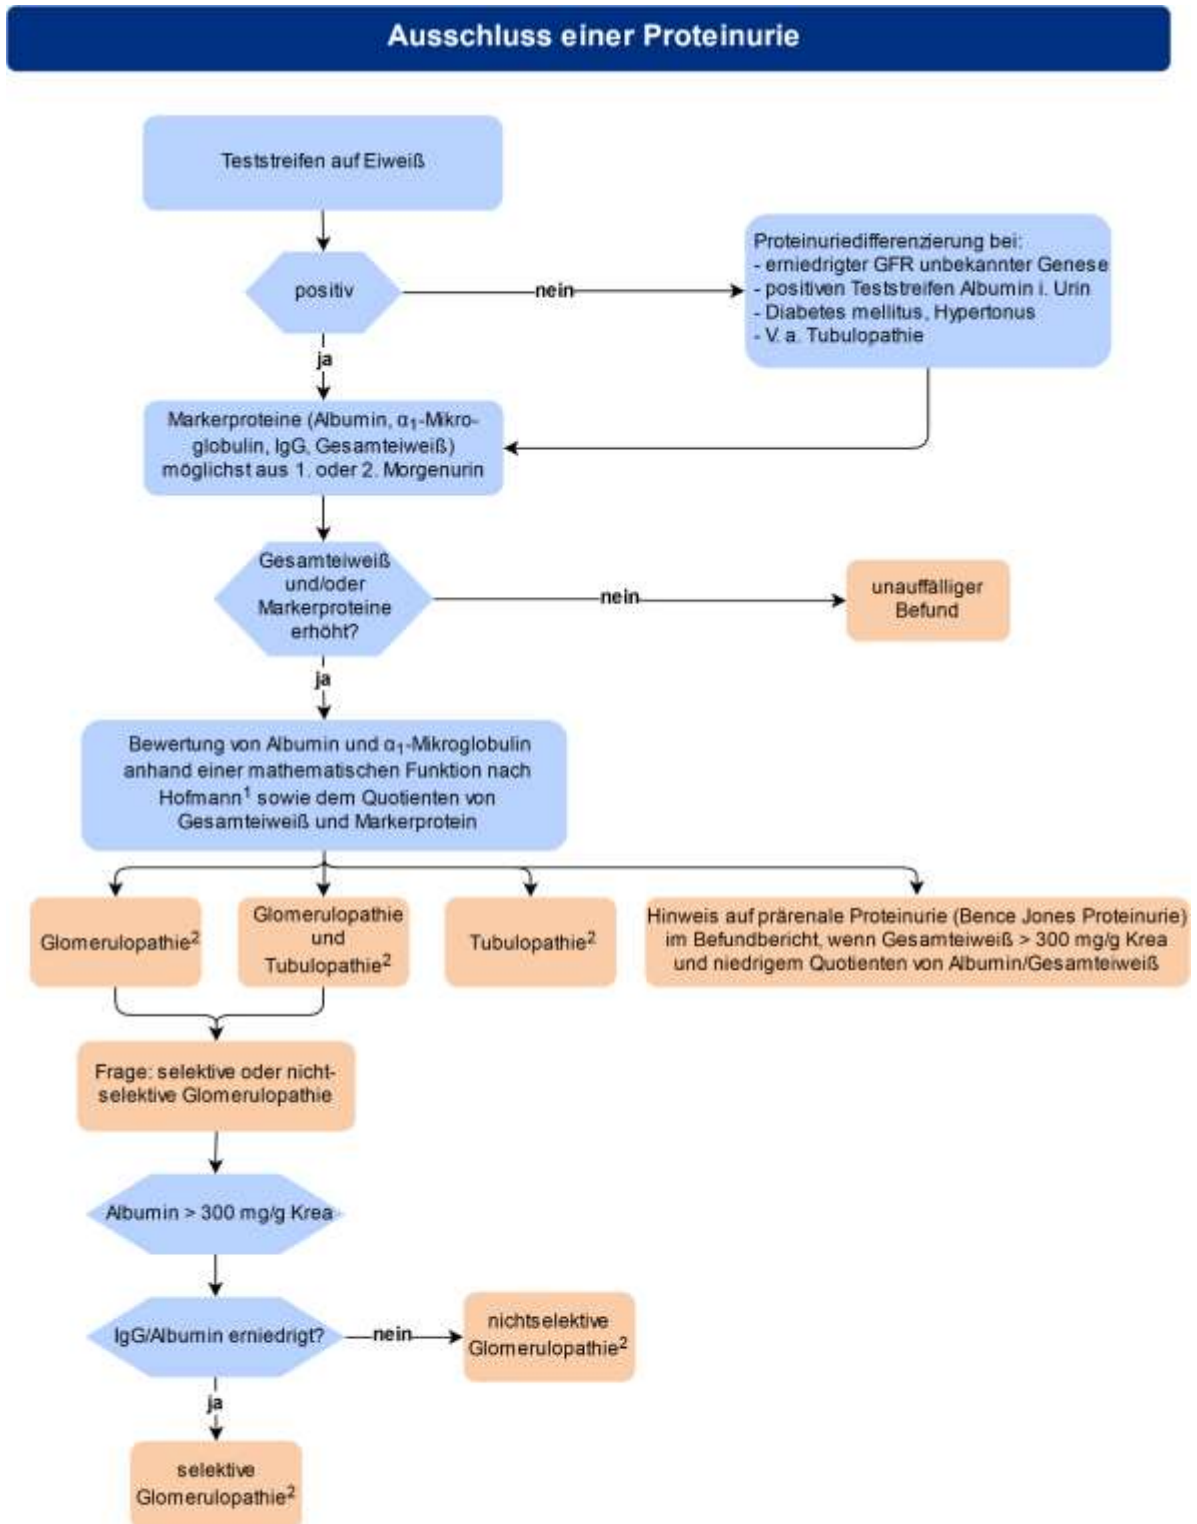 Ausschluss einer Proteinurie
Teststreifen auf Eiweiß
positiv
nein
Proteinuriedifferenzierung bei:
- erniedrigter GFR unbekannter Genese
- positiven Teststreifen Albumin i. Urin
- Diabetes mellitus, Hypertonus
- V. a. Tubulopathie
ja
Markerproteine (Albumin, α₁-Mikro-
globulin, IgG, Gesamteiweiß)
möglichst aus 1. oder 2. Morgenurin
Gesamteiweiß
und/oder
Markerproteine
erhöht?
nein
unauffälliger
Befund
ja
Bewertung von Albumin und α₁-Mikroglobulin
anhand einer mathematischen Funktion nach
Hofmann¹ sowie dem Quotienten von
Gesamteiweiß und Markerprotein
Glomerulopathie²
Glomerulopathie
und
Tubulopathie²
Tubulopathie²
Hinweis auf prärenale Proteinurie (Bence Jones Proteinurie)
im Befundbericht, wenn Gesamteiweiß > 300 mg/g Krea
und niedrigem Quotienten von Albumin/Gesamteiweiß
Frage: selektive oder nicht-
selektive Glomerulopathie
Albumin > 300 mg/g Krea
IgG/Albumin erniedrigt?
nein
nichtselektive
Glomerulopathie²
ja
selektive
Glomerulopathie²